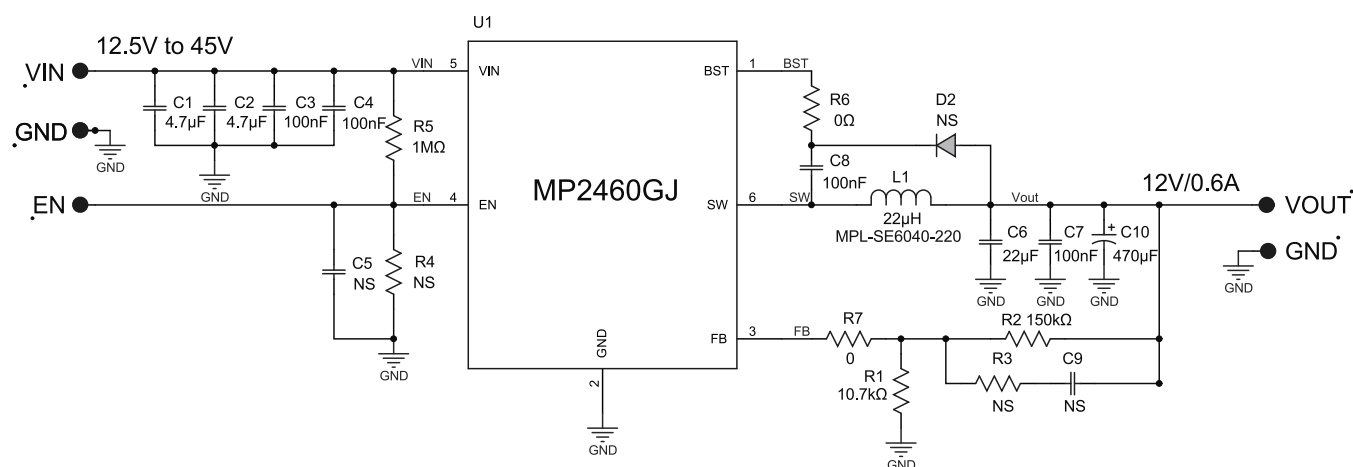 U1
12.5V to 45V
VIN
VIN 5 VIN
BST 1 BST
C1 4.7µF
C2 4.7µF
C3 100nF
C4 100nF
R5 1MΩ
R6 0Ω
D2 NS
GND
GND
GND
C8 100nF
EN
EN 4 EN
MP2460GJ
SW 6 SW
L1
22µH
MPL-SE6040-220
Vout
12V/0.6A
VOUT
C5 NS
R4 NS
C6 22µF
C7 100nF
+ C10 470µF
GND
GND
GND
GND
GND
GND
GND 2
GND
FB 3 FB
R7 0
R1 10.7kΩ
GND
R2 150kΩ
R3 NS
C9 NS